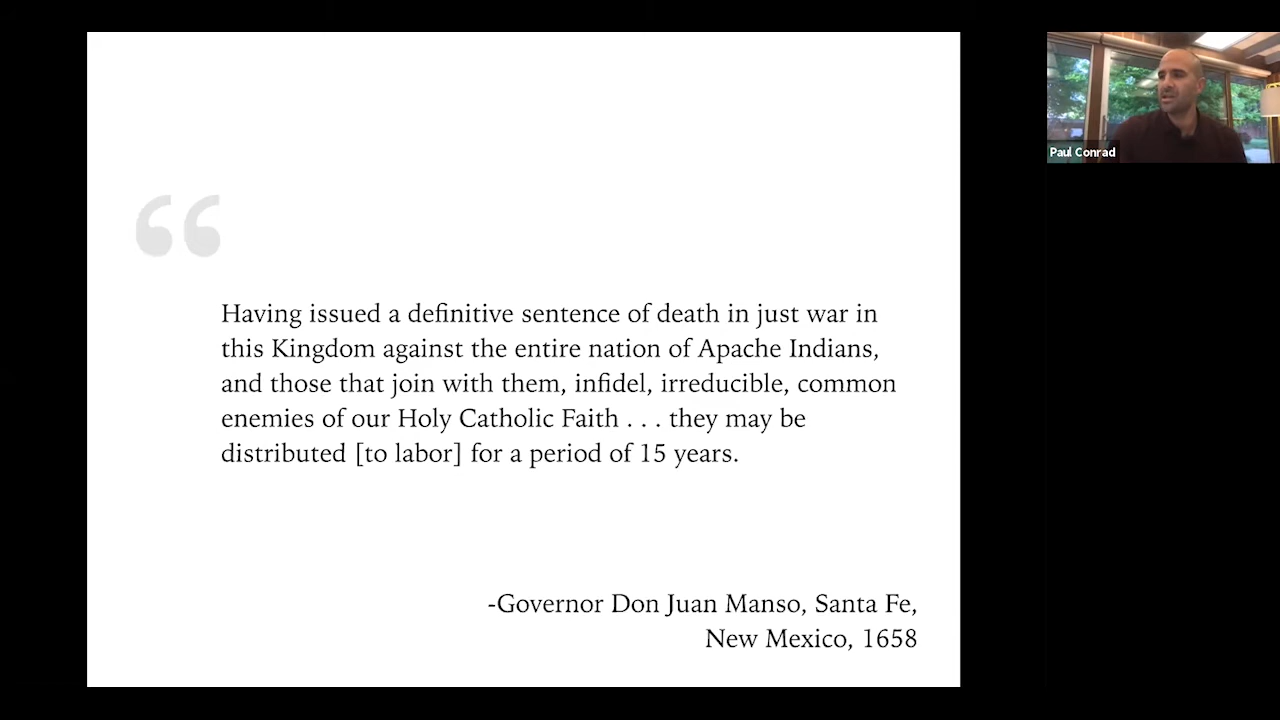 “
Having issued a definitive sentence of death in just war in
this Kingdom against the entire nation of Apache Indians,
and those that join with them, infidel, irreducible, common
enemies of our Holy Catholic Faith . . . they may be
distributed [to labor] for a period of 15 years.
-Governor Don Juan Manso, Santa Fe,
New Mexico, 1658
Paul Conrad